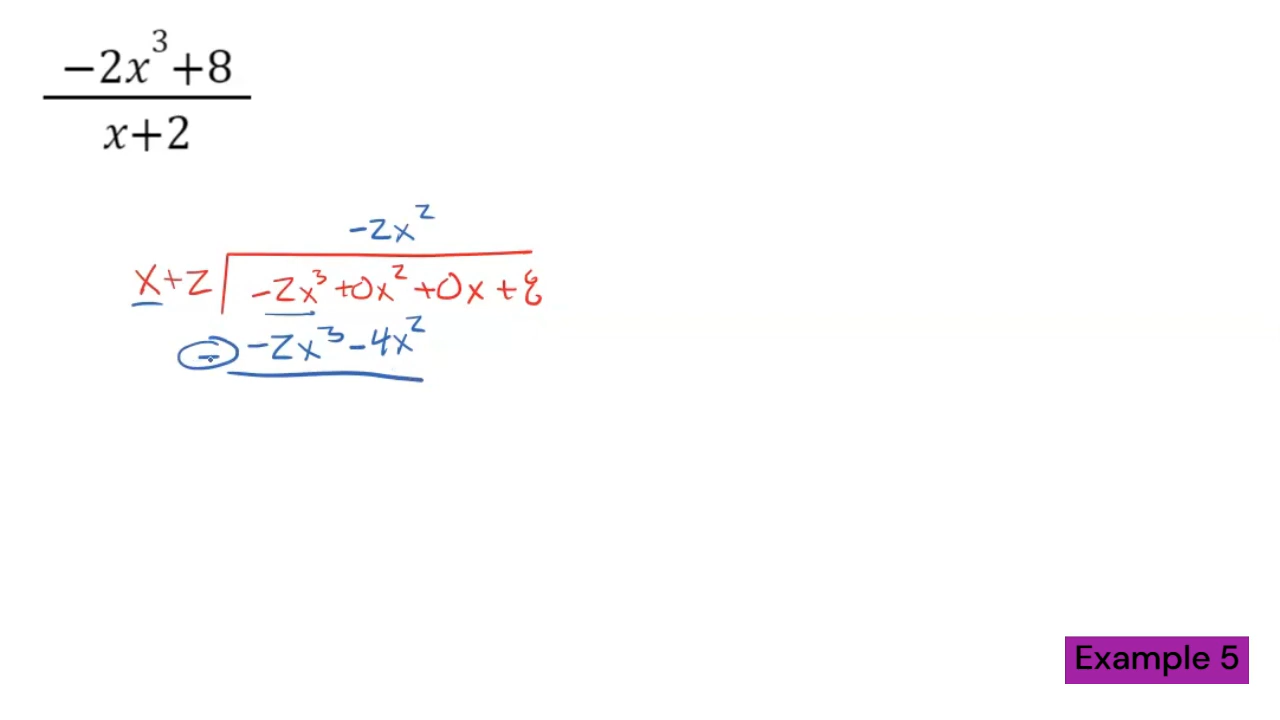 −2x³+8
x+2
-2x²
x+2 -2x³+0x²+0x+8
- -2x³-4x²
Example 5